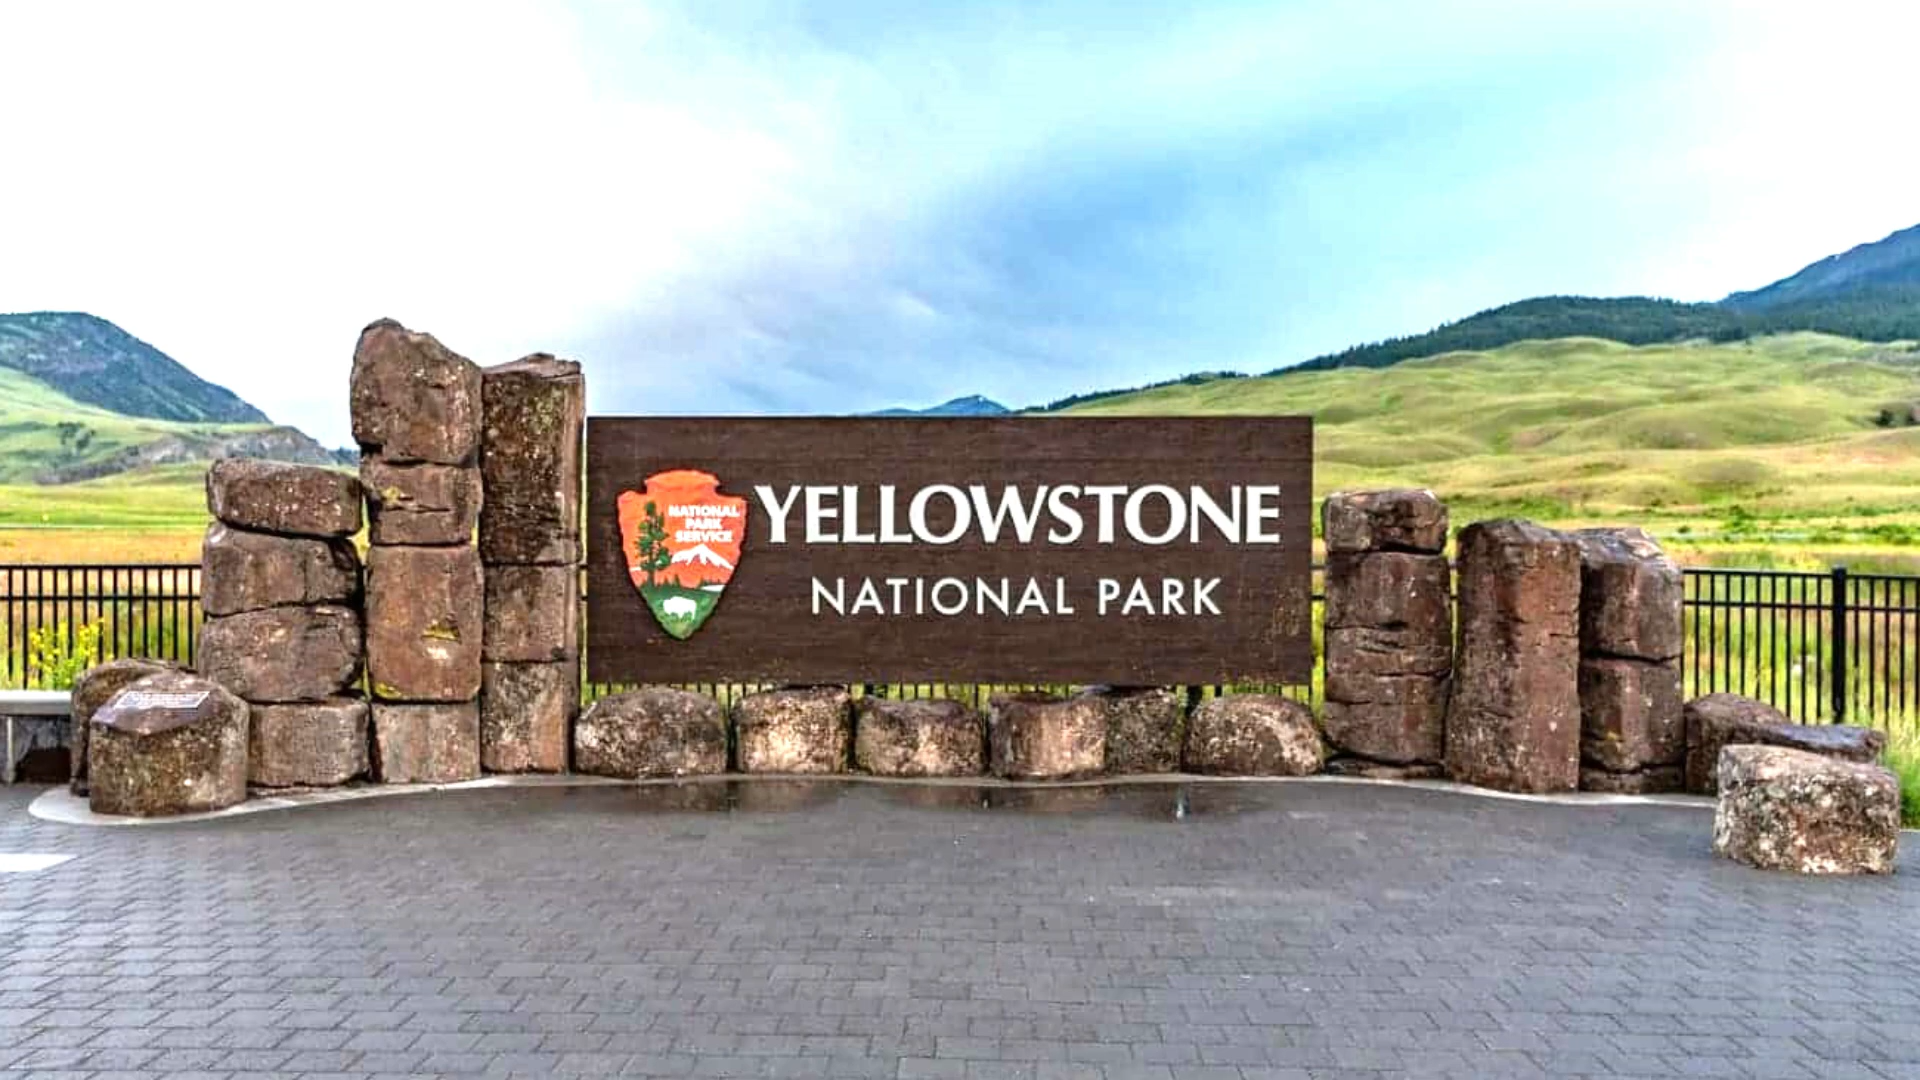 NATIONAL
PARK
SERVICE
YELLOWSTONE
NATIONAL PARK